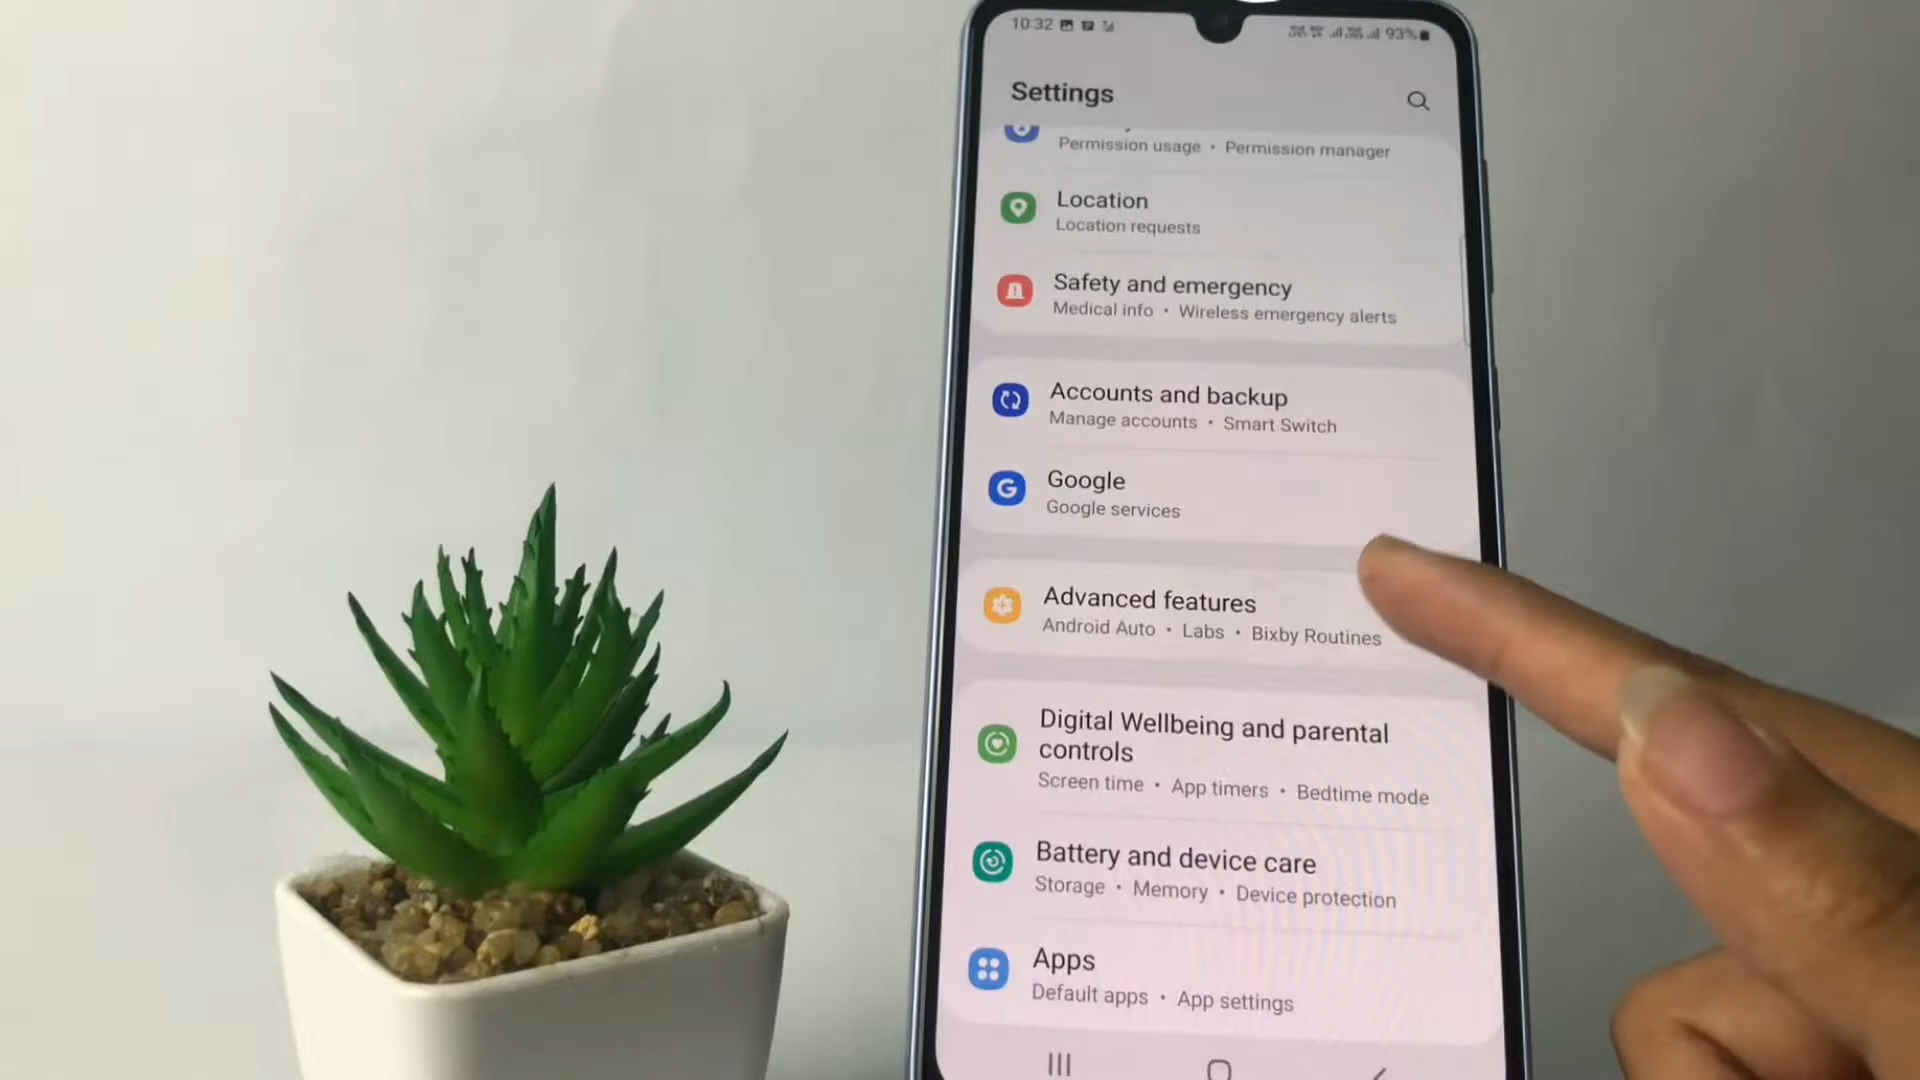 10:32
93%
Settings
Permission usage • Permission manager
Location
Location requests
Safety and emergency
Medical info • Wireless emergency alerts
Accounts and backup
Manage accounts • Smart Switch
G
Google
Google services
Advanced features
Android Auto • Labs • Bixby Routines
Digital Wellbeing and parental
controls
Screen time • App timers • Bedtime mode
Battery and device care
Storage • Memory • Device protection
Apps
Default apps • App settings